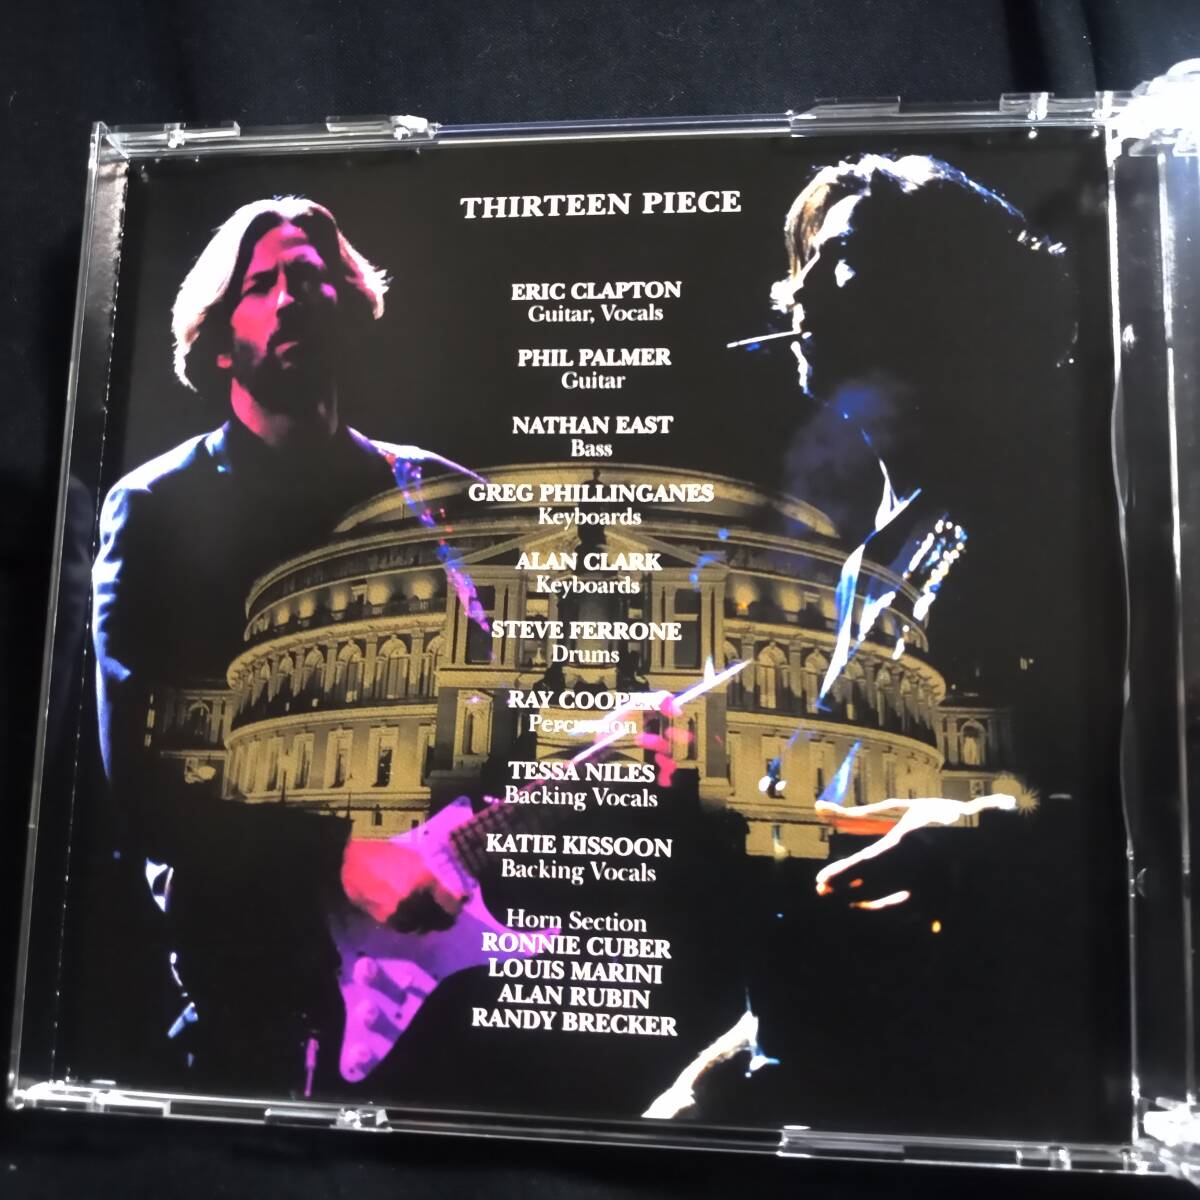 THIRTEEN PIECE
ERIC CLAPTON
Guitar, Vocals
PHIL PALMER
Guitar
NATHAN EAST
Bass
GREG PHILLINGANES
Keyboards
ALAN CLARK
Keyboards
STEVE FERRONE
Drums
RAY COOPER
Percussion
TESSA NILES
Backing Vocals
KATIE KISSOON
Backing Vocals
Horn Section
RONNIE CUBER
LOUIS MARINI
ALAN RUBIN
RANDY BRECKER